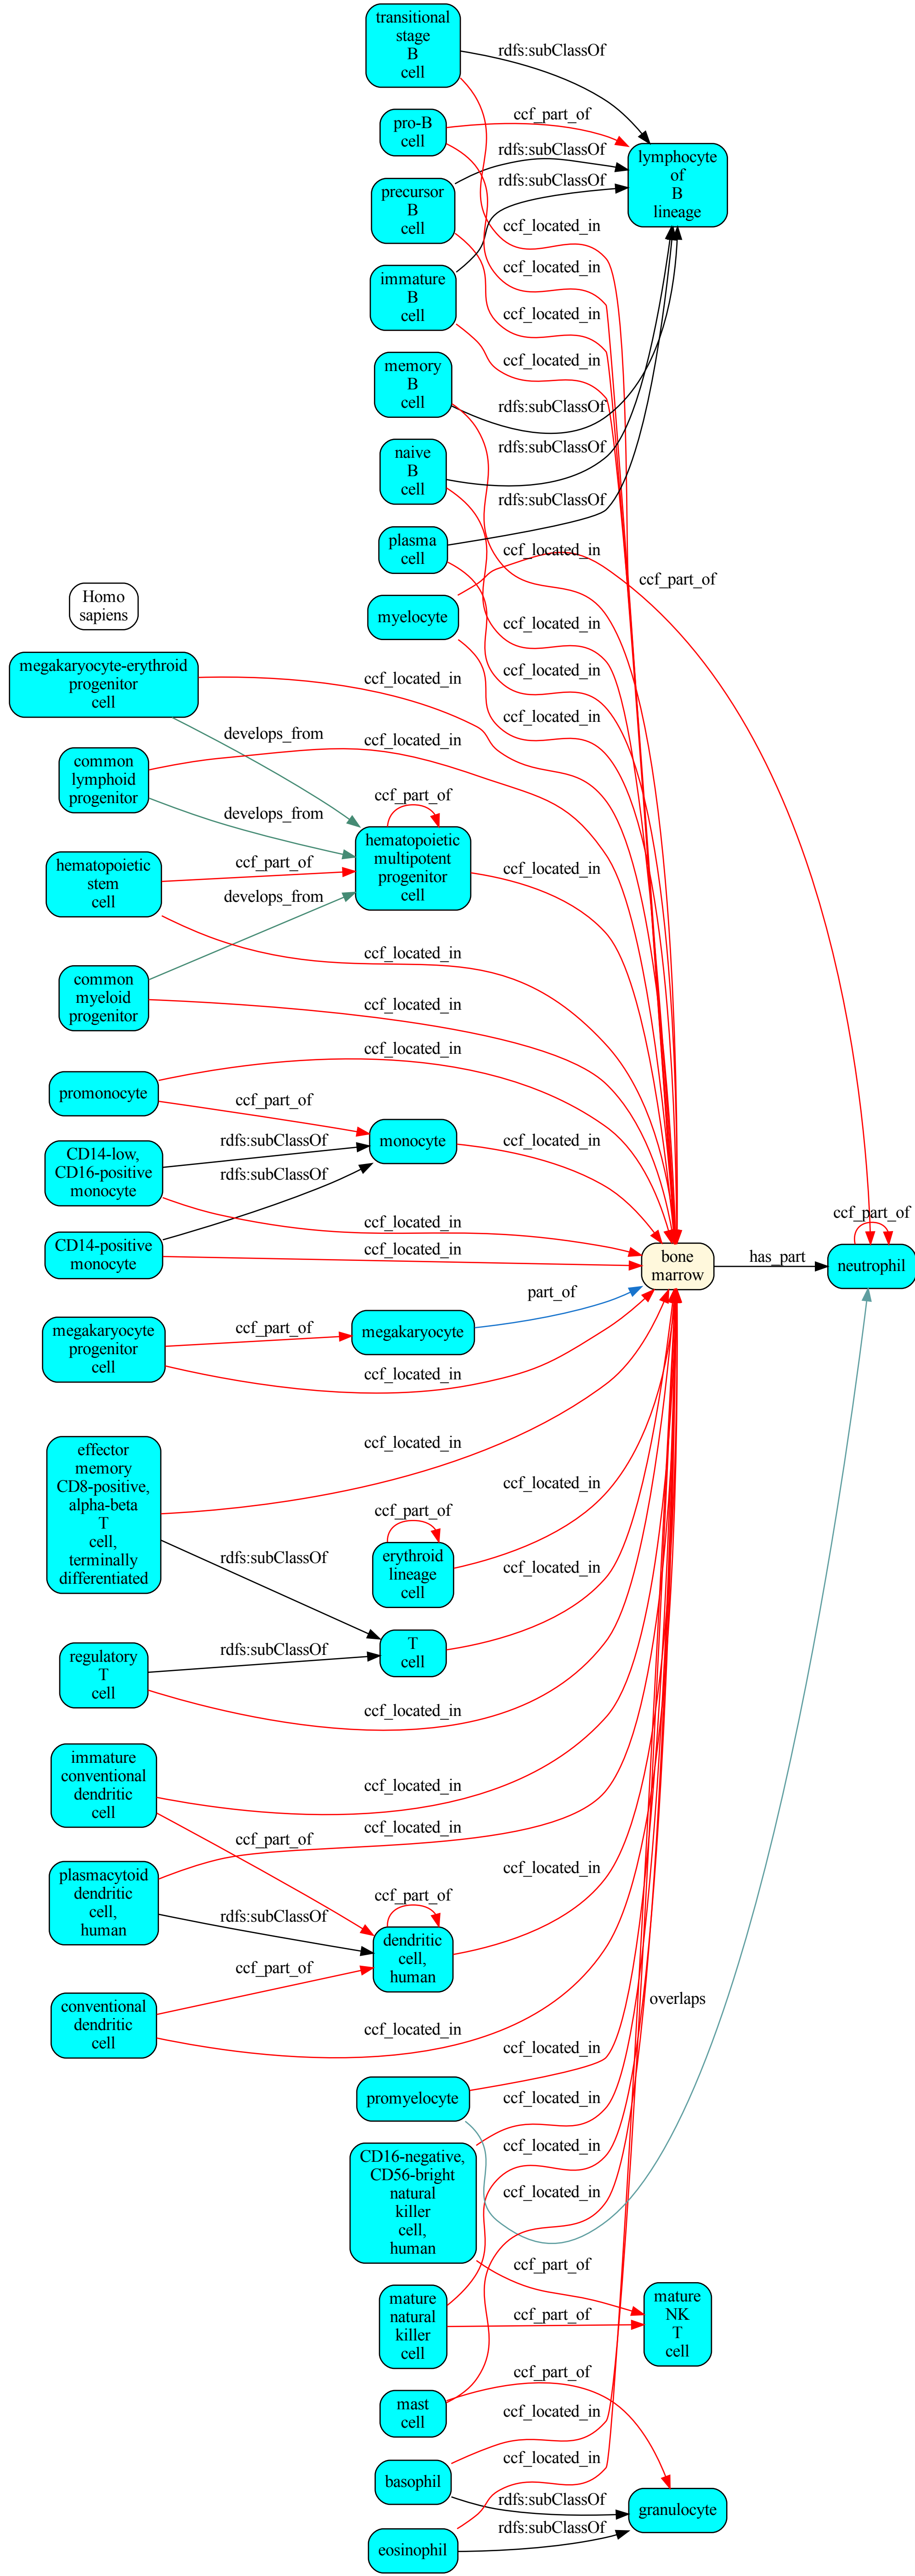 transitional
stage
B
cell
rdfs:subClassOf
pro-B
cell
ccf_part_of
rdfs:subClassOf
lymphocyte
of
B
lineage
rdfs:subClassOf
precursor
B
cell
ccf_located_in
ccf_located_in
immature
B
cell
ccf_located_in
ccf_located_in
memory
B
cell
rdfs:subClassOf
naive
B
cell
rdfs:subClassOf
rdfs:subClassOf
plasma
cell
ccf_located_in
ccf_part_of
Homo
sapiens
myelocyte
ccf_located_in
megakaryocyte-erythroid
progenitor
cell
ccf_located_in
ccf_located_in
ccf_located_in
develops_from
ccf_located_in
common
lymphoid
progenitor
ccf_part_of
develops_from
hematopoietic
multipotent
progenitor
cell
hematopoietic
stem
cell
ccf_part_of
ccf_located_in
develops_from
ccf_located_in
common
myeloid
progenitor
ccf_located_in
ccf_located_in
promonocyte
ccf_part_of
CD14-low,
CD16-positive
monocyte
rdfs:subClassOf
rdfs:subClassOf
monocyte
ccf_located_in
ccf_located_in
CD14-positive
monocyte
ccf_located_in
bone
marrow
has_part
ccf_part_of
neutrophil
part_of
megakaryocyte
progenitor
cell
ccf_part_of
megakaryocyte
ccf_located_in
effector
memory
CD8-positive,
alpha-beta
T
cell,
terminally
differentiated
ccf_located_in
ccf_located_in
ccf_part_of
erythroid
lineage
cell
rdfs:subClassOf
ccf_located_in
regulatory
T
cell
rdfs:subClassOf
T
cell
ccf_located_in
immature
conventional
dendritic
cell
ccf_located_in
ccf_part_of
ccf_located_in
plasmacytoid
dendritic
cell,
human
rdfs:subClassOf
ccf_located_in
ccf_part_of
dendritic
cell,
human
ccf_part_of
conventional
dendritic
cell
ccf_located_in
overlaps
ccf_located_in
promyelocyte
ccf_located_in
CD16-negative,
CD56-bright
natural
killer
cell,
human
ccf_located_in
ccf_located_in
ccf_part_of
mature
natural
killer
cell
ccf_part_of
mature
NK
T
cell
mast
cell
ccf_part_of
ccf_located_in
basophil
ccf_located_in
rdfs:subClassOf
granulocyte
eosinophil
rdfs:subClassOf